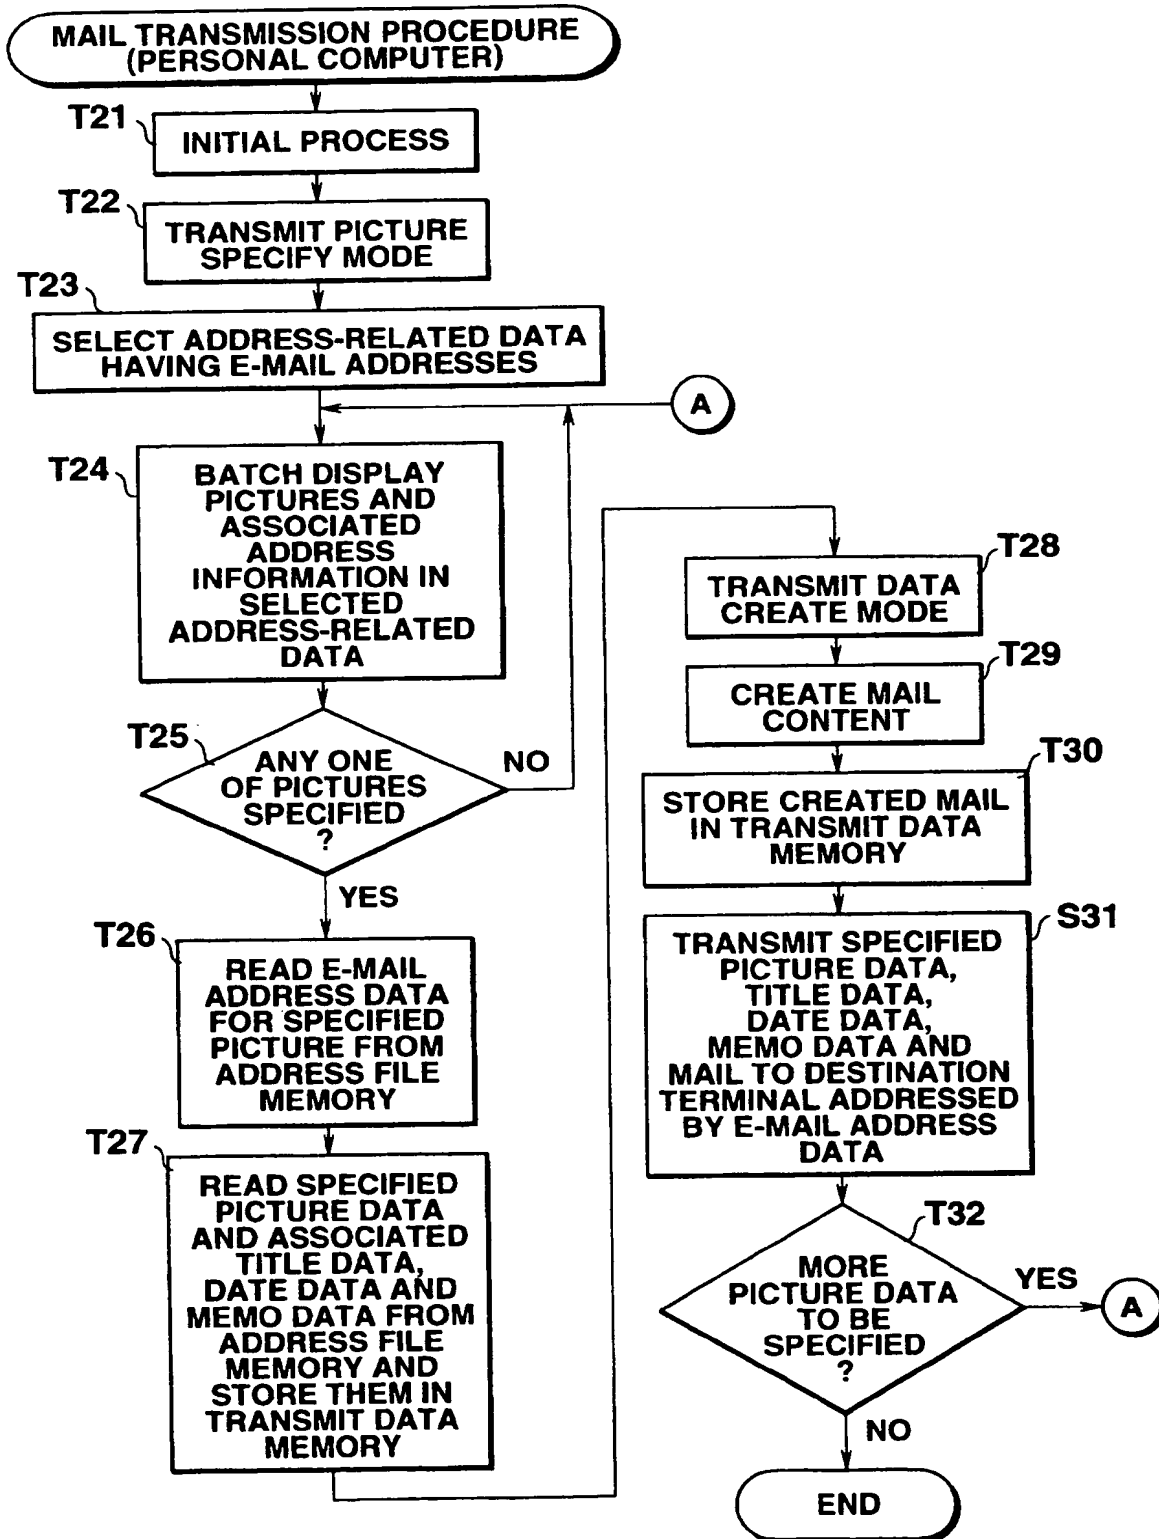 MAIL TRANSMISSION PROCEDURE
(PERSONAL COMPUTER)
T21
INITIAL PROCESS
T22
TRANSMIT PICTURE
SPECIFY MODE
T23
SELECT ADDRESS-RELATED DATA
HAVING E-MAIL ADDRESSES
A
T24
BATCH DISPLAY
PICTURES AND
ASSOCIATED
ADDRESS
INFORMATION IN
SELECTED
ADDRESS-RELATED
DATA
T25
ANY ONE
OF PICTURES
SPECIFIED
?
NO
YES
T26
READ E-MAIL
ADDRESS DATA
FOR SPECIFIED
PICTURE FROM
ADDRESS FILE
MEMORY
T27
READ SPECIFIED
PICTURE DATA
AND ASSOCIATED
TITLE DATA,
DATE DATA AND
MEMO DATA FROM
ADDRESS FILE
MEMORY AND
STORE THEM IN
TRANSMIT DATA
MEMORY
T28
TRANSMIT DATA
CREATE MODE
T29
CREATE MAIL
CONTENT
T30
STORE CREATED MAIL
IN TRANSMIT DATA
MEMORY
S31
TRANSMIT SPECIFIED
PICTURE DATA,
TITLE DATA,
DATE DATA,
MEMO DATA AND
MAIL TO DESTINATION
TERMINAL ADDRESSED
BY E-MAIL ADDRESS
DATA
T32
MORE
PICTURE DATA
TO BE
SPECIFIED
?
YES
A
NO
END